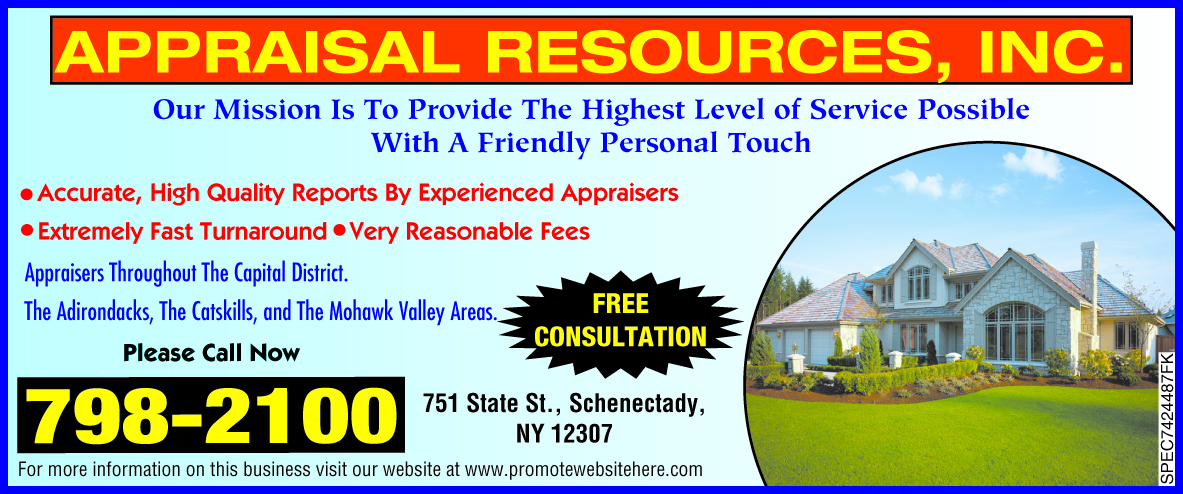 APPRAISAL RESOURCES, INC.
Our Mission Is To Provide The Highest Level of Service Possible
With A Friendly Personal Touch
• Accurate, High Quality Reports By Experienced Appraisers
• Extremely Fast Turnaround • Very Reasonable Fees
Appraisers Throughout The Capital District.
The Adirondacks, The Catskills, and The Mohawk Valley Areas.
FREE
CONSULTATION
Please Call Now
798-2100
751 State St., Schenectady,
NY 12307
For more information on this business visit our website at www.promotewebsitehere.com
SPEC7424487FK